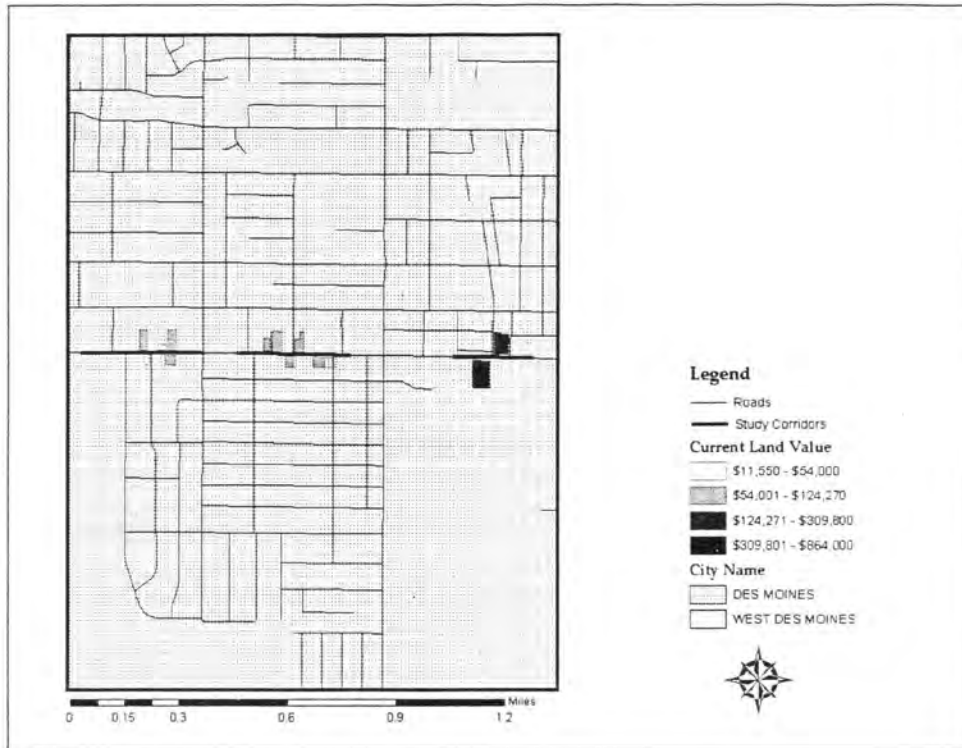 Legend
Roads
Study Corridors
Current Land Value
$11,550 - $54,000
$54,001 - $124,270
$124,271 - $309,800
$309,801 - $864,000
City Name
DES MOINES
WEST DES MOINES
Miles
0 0.15 0.3 0.6 0.9 1.2